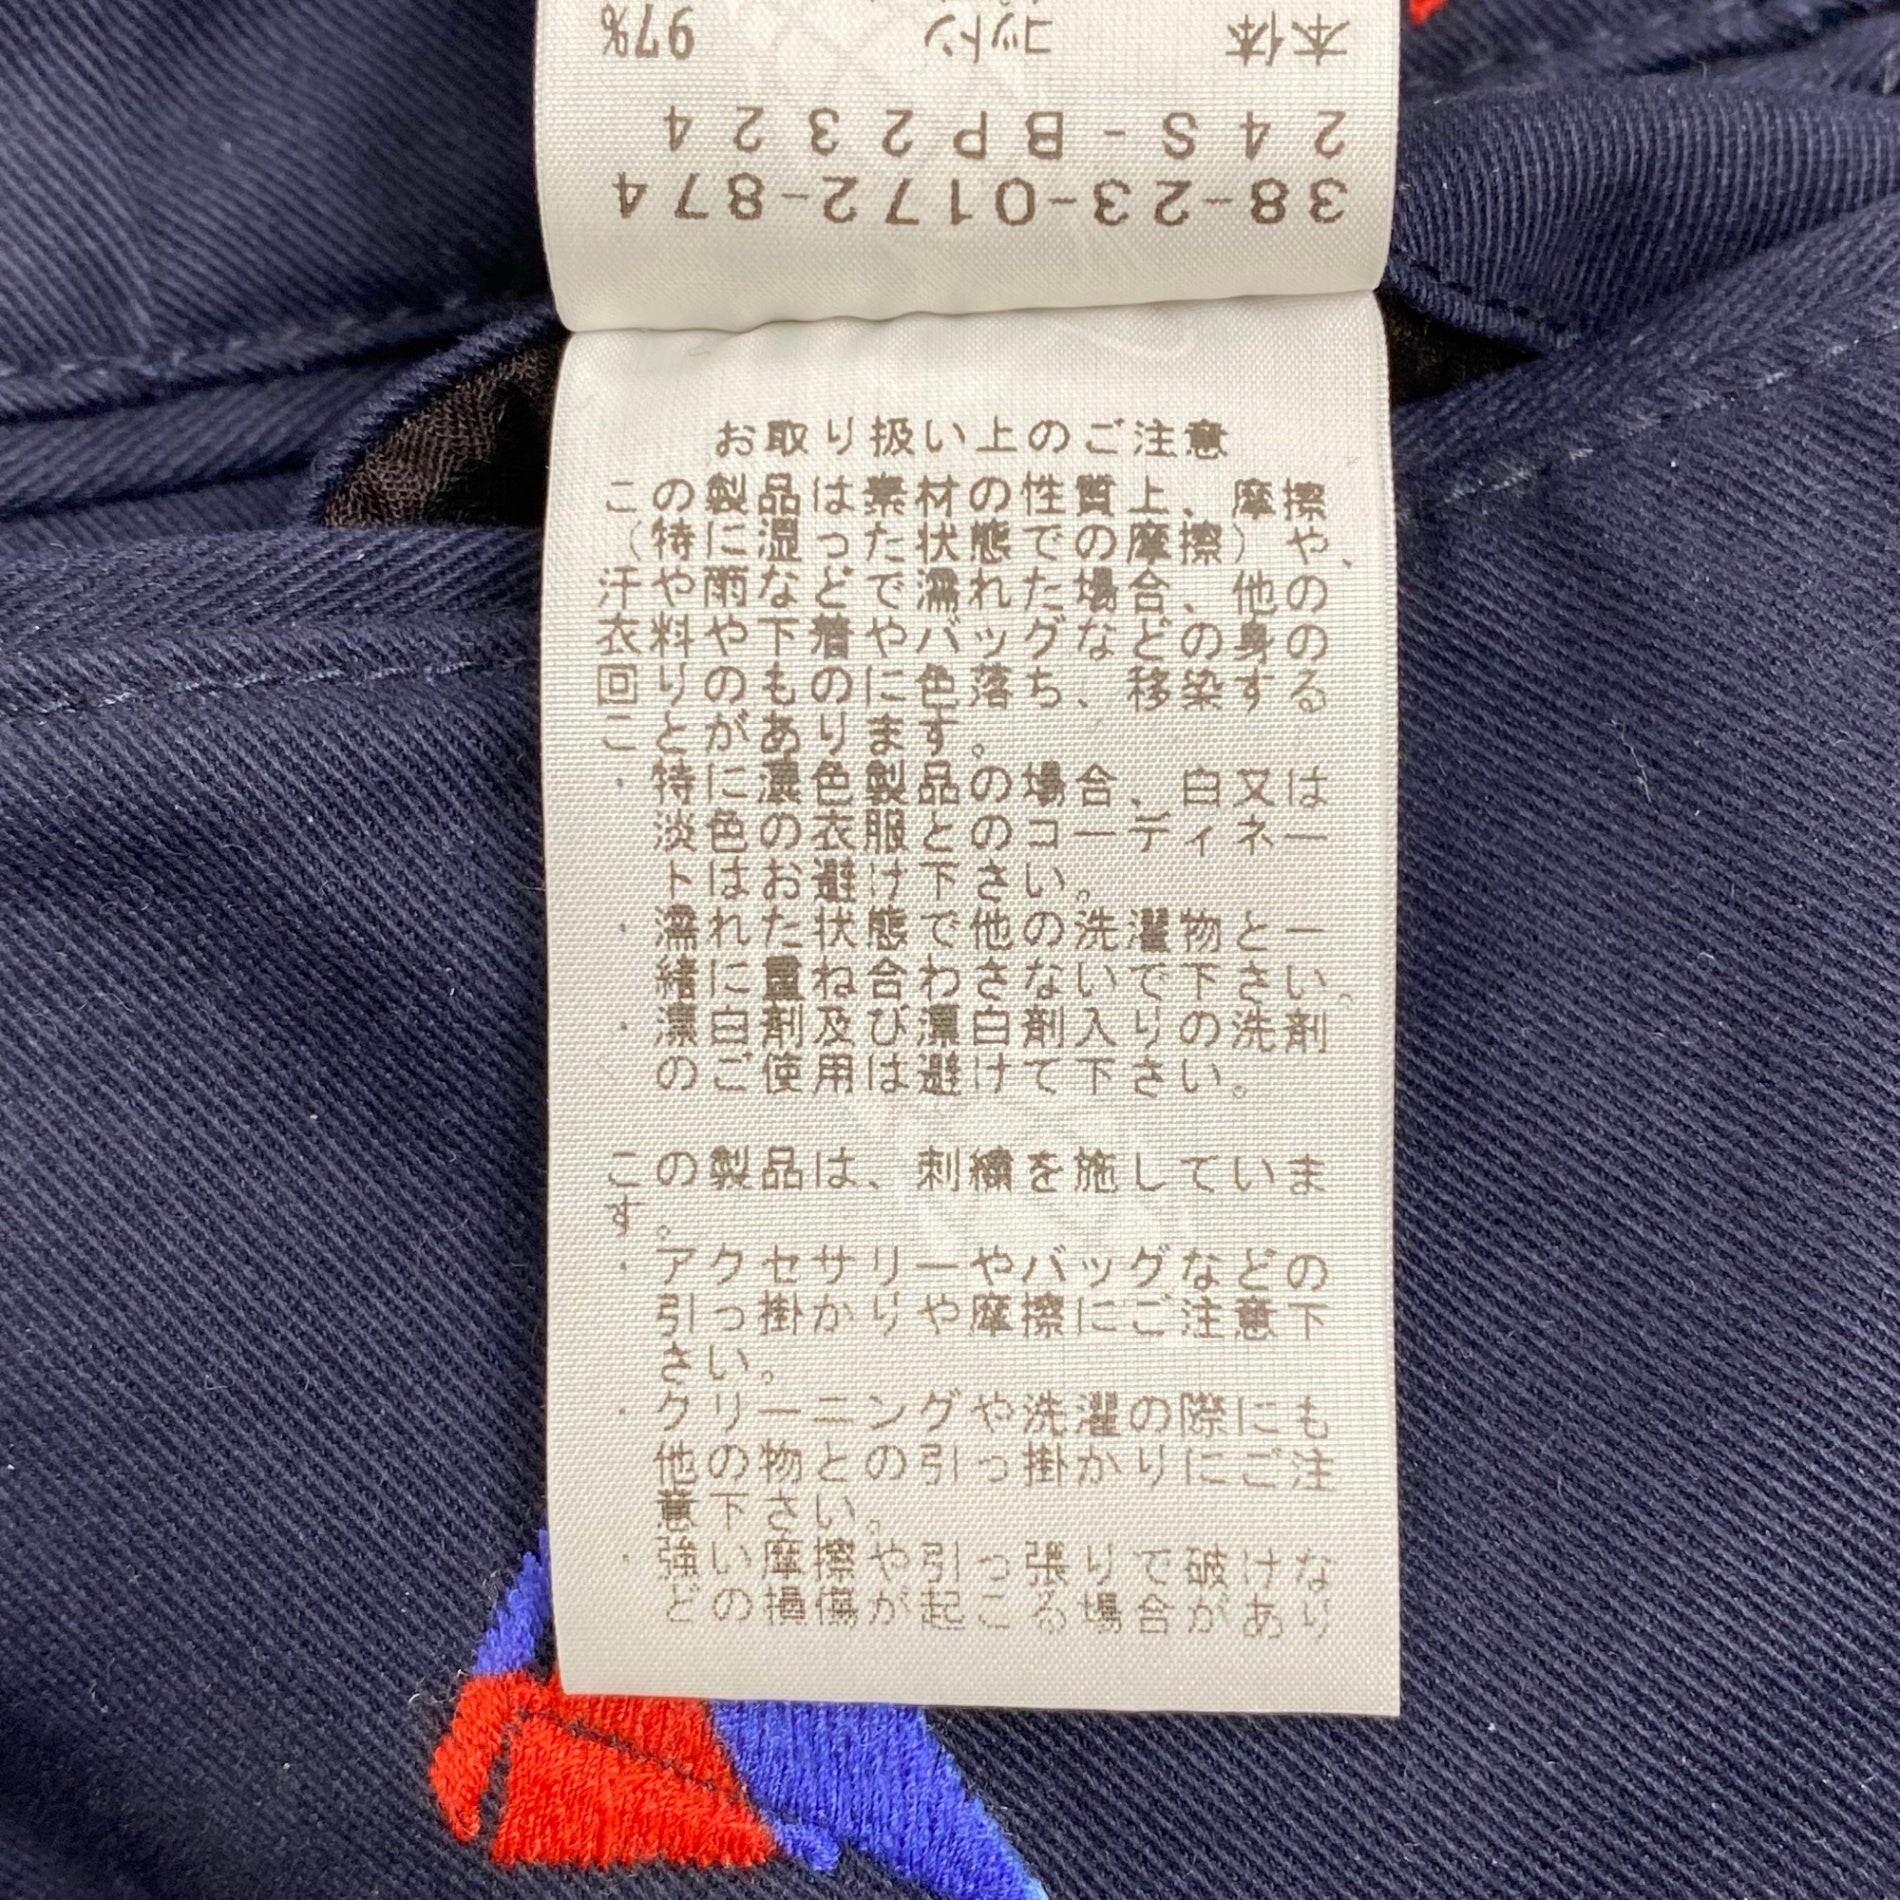 38-23-0172-874
24S-BP2324
本体 コットン 97%
お取り扱い上のご注意
この製品は素材の性質上、摩擦
(特に湿った状態での摩擦)や、
汗や雨などで濡れた場合、他の
衣料や下着やバッグなどの身の
回りのものに色落ち、移染する
ことがあります。
・特に濃色製品の場合、白又は
淡色の衣服とのコーディネー
トはお避け下さい。
・濡れた状態で他の洗濯物と一
緒に重ね合わさないで下さい。
・漂白剤及び漂白剤入りの洗剤
のご使用は避けて下さい。
この製品は、刺繍を施していま
す。
・アクセサリーやバッグなどの
引っ掛かりや摩擦にご注意下
さい。
・クリーニングや洗濯の際にも
他の物との引っ掛かりにご注
意下さい。
・強い摩擦や引っ張りで破けな
どの損傷が起こる場合があり